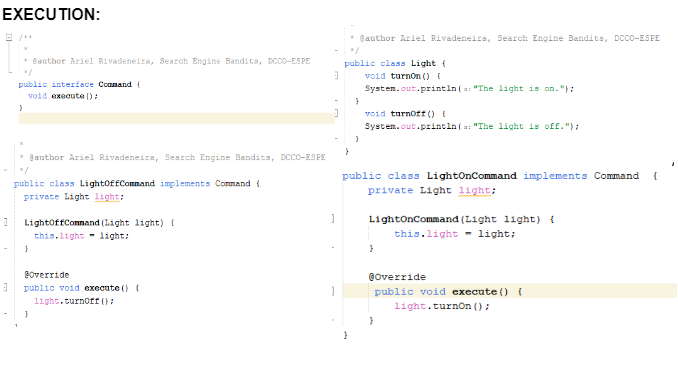 EXECUTION:
/**
*
* @author Ariel Rivadeneira, Search Engine Bandits, DCCO-ESPE
*/
public interface Command {
void execute();
}
*
* @author Ariel Rivadeneira, Search Engine Bandits, DCCO-ESPE
*/
public class LightOffCommand implements Command {
private Light light;
LightOffCommand(Light light) {
this.light = light;
}
@Override
public void execute() {
light.turnOff();
}
* @author Ariel Rivadeneira, Search Engine Bandits, DCCO-ESPE
*/
public class Light {
void turnOn() {
System.out.println(s:"The light is on.");
}
void turnOff() {
System.out.println(s:"The light is off.");
}
}
public class LightOnCommand implements Command {
private Light light;
LightOnCommand(Light light) {
this.light = light;
}
@Override
public void execute() {
light.turnOn();
}
}